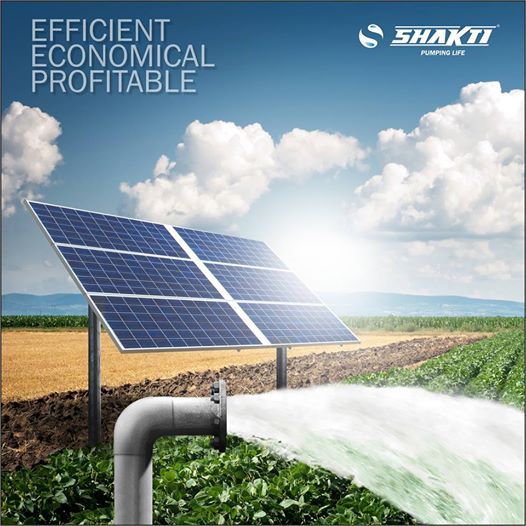 EFFICIENT
ECONOMICAL
PROFITABLE
SHAKTI
PUMPING LIFE